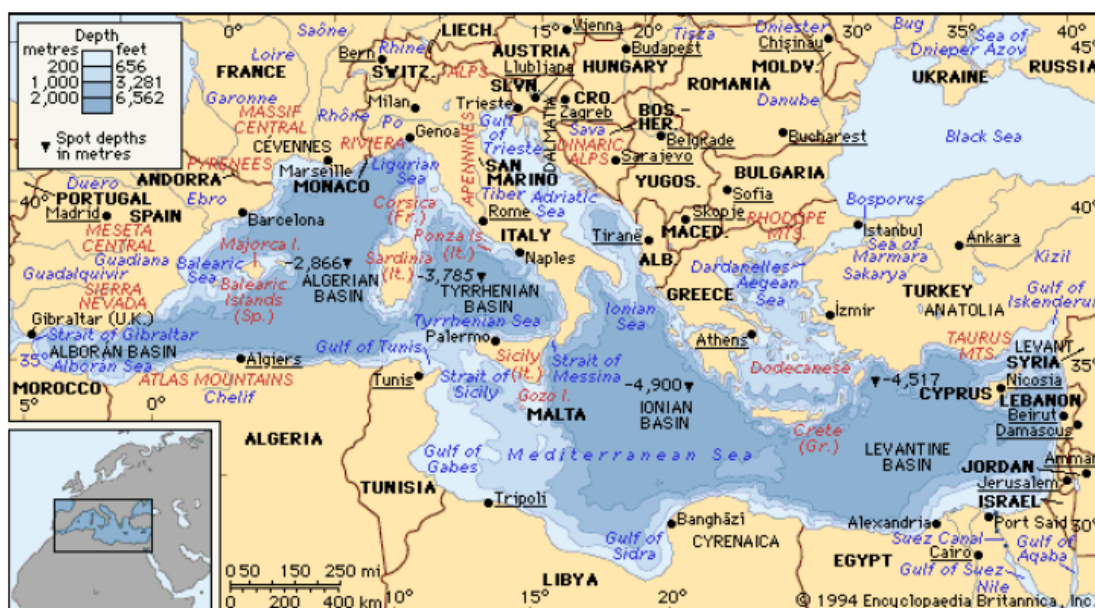 Depth
metres feet
200 656
1,000 3,281
2,000 6,562
Spot depths
in metres
0°
Saône
Loire
FRANCE
Garonne
MASSIF
CENTRAL
Rhône
CÉVENNES
PYRENEES
ANDORRA
Marseille
MONACO
Bern
Rhine
LIECH.
SWITZ.
ALPS
Milan
Po
Genoa
RIVIERA
Ligurian
Sea
15°
Vienna
AUSTRIA
Llubljana
SLVN.
Trieste
Gulf
of
Trieste
CRO.
Zagreb
DALMATIA
Budapest
HUNGARY
Tisza
Dniester
Chişinău
30°
MOLDV.
ROMANIA
Danube
Bucharest
Bug
Dnieper
Sea of
Azov
45°
UKRAINE
RUSSIA
Black Sea
BOS.-
HER.
Sava
Belgrade
DINARIC
ALPS
Sarajevo
YUGOS.
BULGARIA
Sofia
Skopje
MACED.
RHODOPE
MTS.
Tiranë
ALB.
APENNINES
SAN
MARINO
Tiber
Adriatic
Sea
Rome
ITALY
Naples
Corsica
(Fr.)
Ponza Is.
(It.)
Sardinia
(It.)
40°
Duero
PORTUGAL
Madrid
SPAIN
Ebro
Barcelona
MESETA
CENTRAL
Guadiana
Guadalquivir
SIERRA
NEVADA
Majorca I.
Balearic
Sea
Balearic
Islands
(Sp.)
-2,866
ALGERIAN
BASIN
-3,785
TYRRHENIAN
BASIN
Tyrrhenian Sea
Gibraltar (U.K.)
Strait of Gibraltar
35°
ALBORÁN BASIN
Alborán Sea
MOROCCO
5°
0°
Algiers
ATLAS MOUNTAINS
Chelif
ALGERIA
Gulf of Tunis
Tunis
Palermo
Sicily
(It.)
Strait of
Sicily
Gozo I.
MALTA
Strait of
Messina
Ionian
Sea
-4,900
IONIAN
BASIN
GREECE
Athens
Dardanelles
Aegean
Sea
Dodecanese
Crete
(Gr.)
Bosporus
Istanbul
Sea of
Marmara
Sakarya
Ankara
40°
Kizil
TURKEY
ANATOLIA
İzmir
Gulf of
Iskenderun
TAURUS
MTS.
LEVANT
SYRIA
35°
-4,517
CYPRUS
Nicosia
LEBANON
Beirut
Damascus
LEVANTINE
BASIN
Amman
JORDAN
Jerusalem
ISRAEL
Mediterranean Sea
Gulf of
Gabes
TUNISIA
Tripoli
Gulf of
Sidra
Banghāzi
CYRENAICA
LIBYA
Alexandria
Port Said
30°
Suez Canal
Cairo
EGYPT
Gulf of Suez
Nile
Gulf of
Aqaba
0 50 150 250 mi
0 200 400 km
10°
15°
20°
© 1994 Encyclopaedia Britannica, Inc.